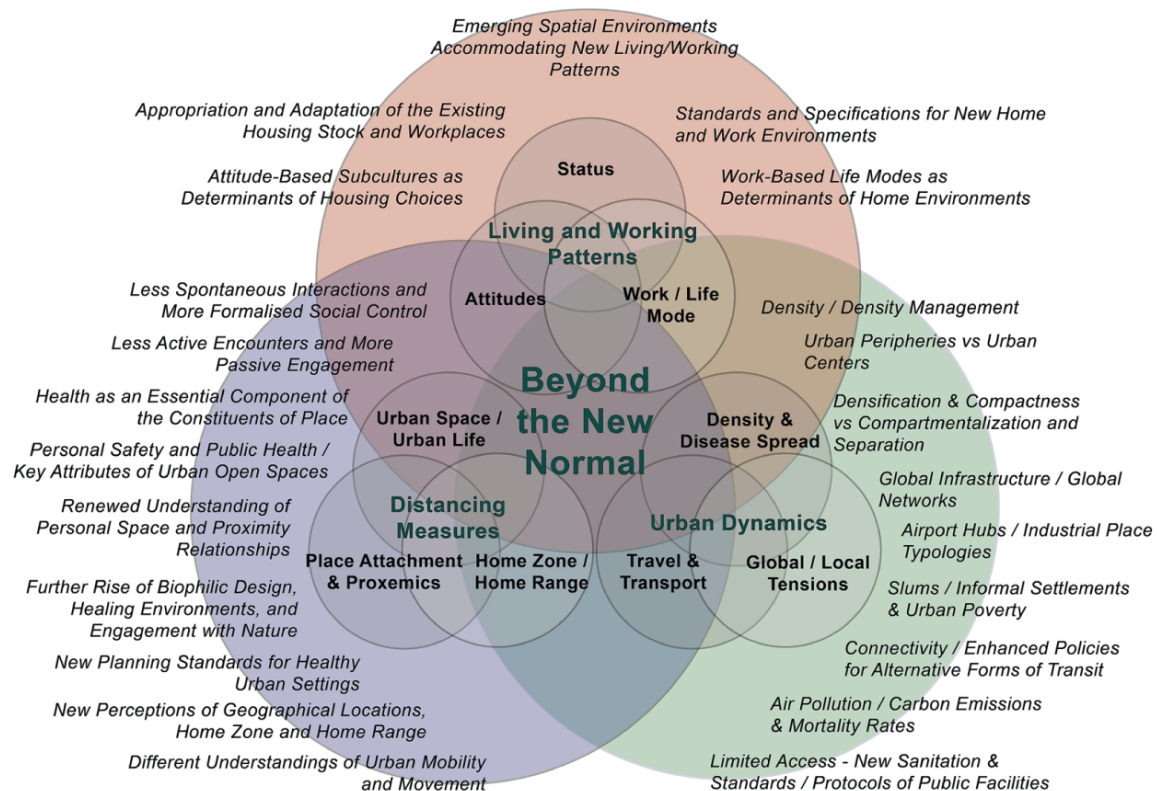 Emerging Spatial Environments
Accommodating New Living/Working
Patterns
Appropriation and Adaptation of the Existing
Housing Stock and Workplaces
Standards and Specifications for New Home
and Work Environments
Attitude-Based Subcultures as
Determinants of Housing Choices
Work-Based Life Modes as
Determinants of Home Environments
Status
Living and Working
Patterns
Attitudes
Work / Life
Mode
Less Spontaneous Interactions and
More Formalised Social Control
Less Active Encounters and More
Passive Engagement
Health as an Essential Component of
the Constituents of Place
Personal Safety and Public Health /
Key Attributes of Urban Open Spaces
Renewed Understanding of
Personal Space and Proximity
Relationships
Further Rise of Biophilic Design,
Healing Environments, and
Engagement with Nature
New Planning Standards for Healthy
Urban Settings
New Perceptions of Geographical Locations,
Home Zone and Home Range
Different Understandings of Urban Mobility
and Movement
Beyond
the New
Normal
Urban Space /
Urban Life
Distancing
Measures
Place Attachment
& Proxemics
Home Zone /
Home Range
Density &
Disease Spread
Urban Dynamics
Travel &
Transport
Global / Local
Tensions
Density / Density Management
Urban Peripheries vs Urban
Centers
Densification & Compactness
vs Compartmentalization and
Separation
Global Infrastructure / Global
Networks
Airport Hubs / Industrial Place
Typologies
Slums / Informal Settlements
& Urban Poverty
Connectivity / Enhanced Policies
for Alternative Forms of Transit
Air Pollution / Carbon Emissions
& Mortality Rates
Limited Access - New Sanitation &
Standards / Protocols of Public Facilities